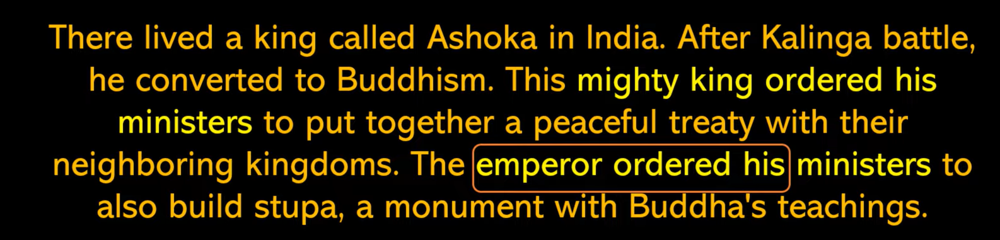 There lived a king called Ashoka in India. After Kalinga battle,
he converted to Buddhism. This mighty king ordered his
ministers to put together a peaceful treaty with their
neighboring kingdoms. The emperor ordered his ministers to
also build stupa, a monument with Buddha's teachings.